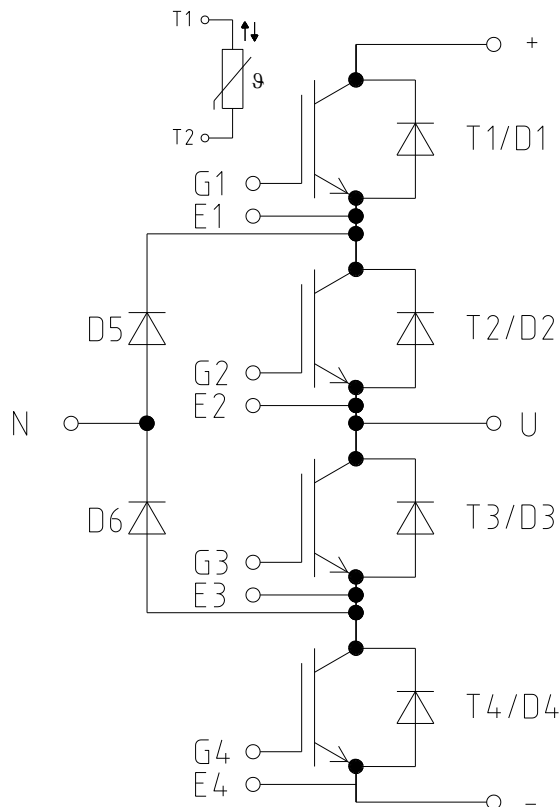 T1
+
ϑ
T2
T1/D1
G1
E1
D5
T2/D2
G2
E2
N
U
D6
T3/D3
G3
E3
T4/D4
G4
E4
-